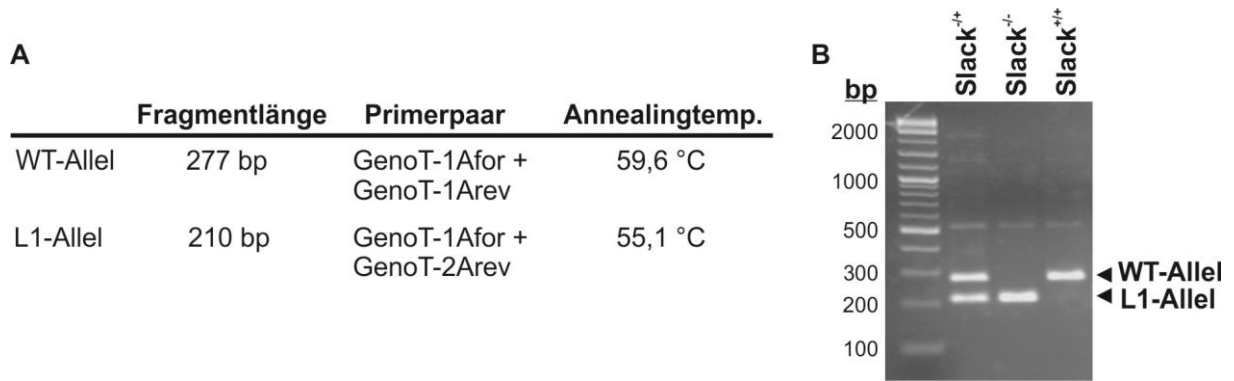 A
Fragmentlänge Primerpaar Annealingtemp.
WT-Allel 277 bp GenoT-1Afor + 59,6 °C
GenoT-1Arev
L1-Allel 210 bp GenoT-1Afor + 55,1 °C
GenoT-2Arev
B
bp
Slack-/+
Slack-/-
Slack+/+
2000
1000
500
300
200
100
WT-Allel
L1-Allel